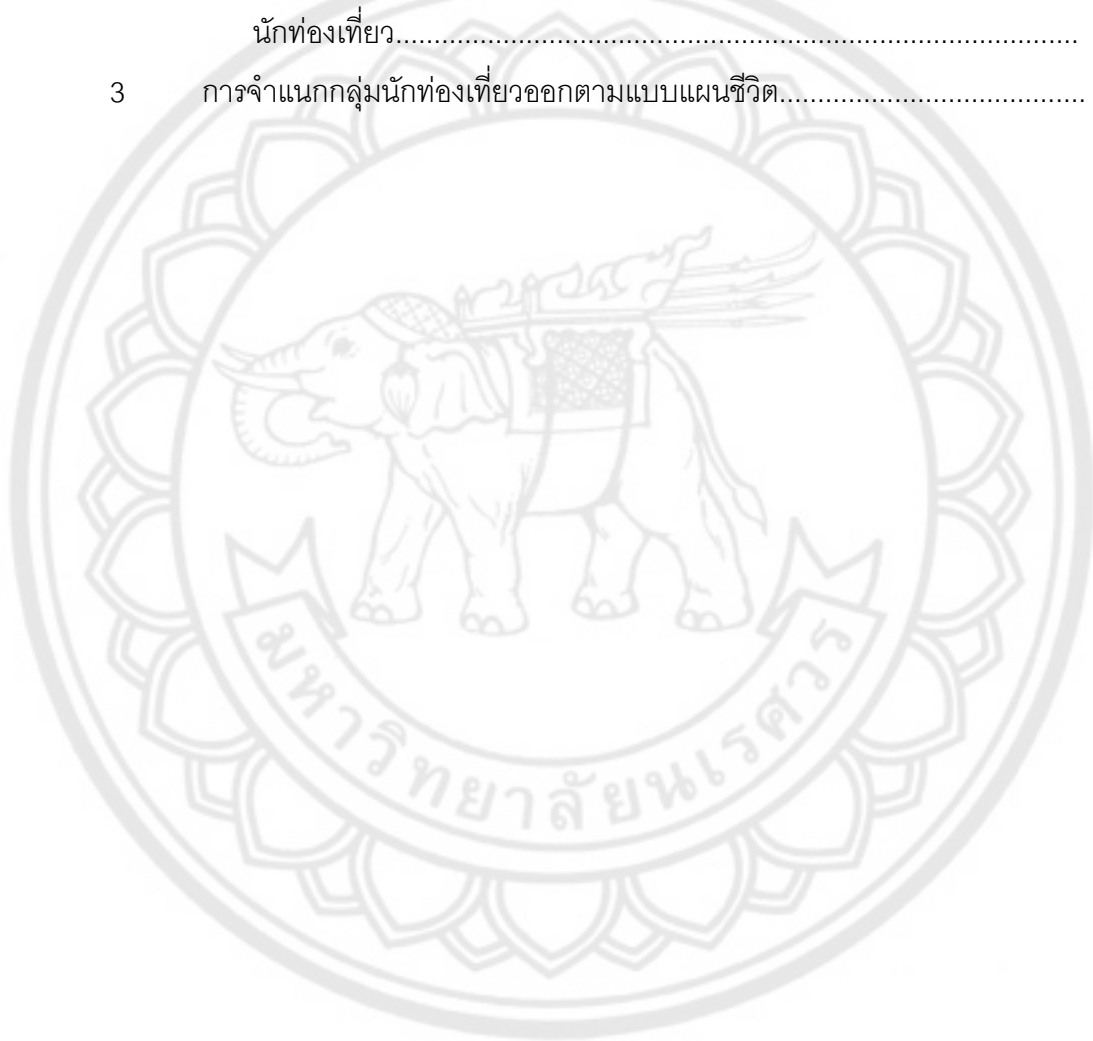 นักท่องเที่ยว........................................................................................
3 การจำแนกกลุ่มนักท่องเที่ยวออกตามแบบแผนชีวิต........................................
มหาวิทยาลัยนเรศวร